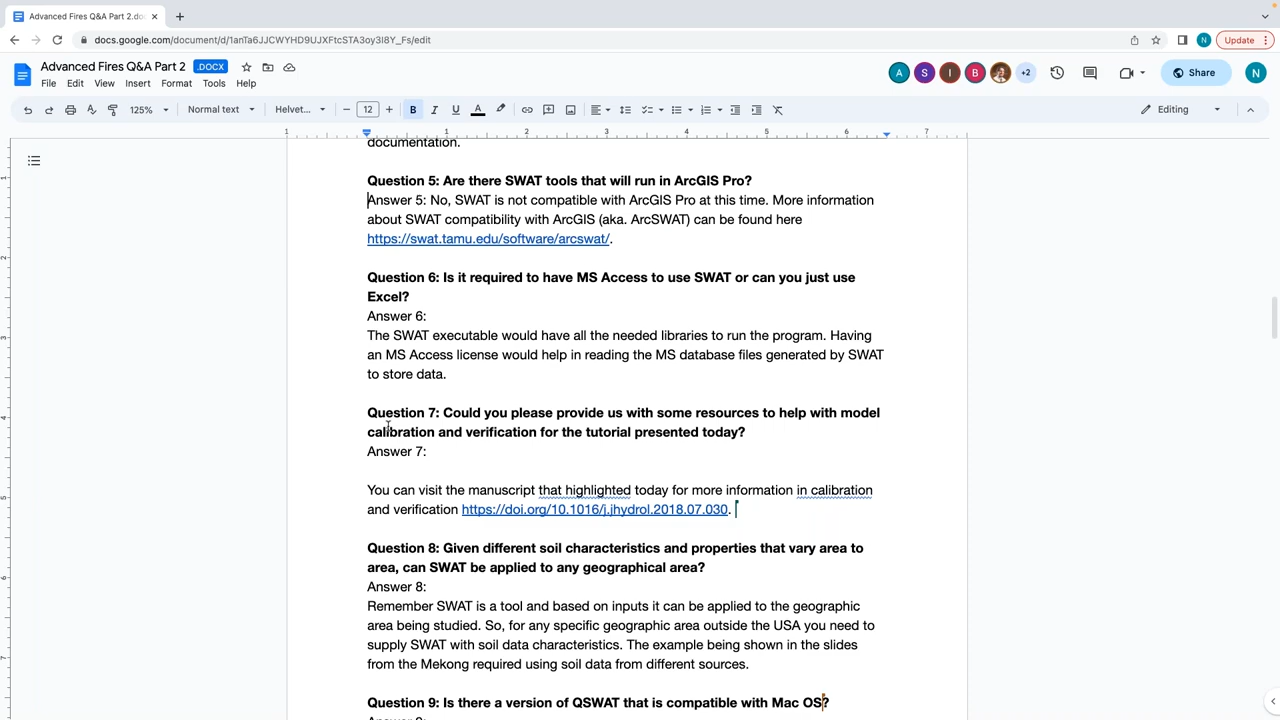 Advanced Fires Q&A Part 2.do
docs.google.com/document/d/1anTa6JJCWYHD9UJXFtcSTA3oy3I8Y_Fs/edit
N
Update
Advanced Fires Q&A Part 2 .DOCX
File Edit View Insert Format Tools Help
A S I B +2 Share N
125% Normal text Helvet... 12 B I U A Editing
1 1 2 3 4 5 6 7
documentation.
Question 5: Are there SWAT tools that will run in ArcGIS Pro?
Answer 5: No, SWAT is not compatible with ArcGIS Pro at this time. More information
about SWAT compatibility with ArcGIS (aka. ArcSWAT) can be found here
https://swat.tamu.edu/software/arcswat/.
Question 6: Is it required to have MS Access to use SWAT or can you just use
Excel?
Answer 6:
The SWAT executable would have all the needed libraries to run the program. Having
an MS Access license would help in reading the MS database files generated by SWAT
to store data.
Question 7: Could you please provide us with some resources to help with model
calibration and verification for the tutorial presented today?
Answer 7:
You can visit the manuscript that highlighted today for more information in calibration
and verification https://doi.org/10.1016/j.jhydrol.2018.07.030.
Question 8: Given different soil characteristics and properties that vary area to
area, can SWAT be applied to any geographical area?
Answer 8:
Remember SWAT is a tool and based on inputs it can be applied to the geographic
area being studied. So, for any specific geographic area outside the USA you need to
supply SWAT with soil data characteristics. The example being shown in the slides
from the Mekong required using soil data from different sources.
Question 9: Is there a version of QSWAT that is compatible with Mac OS?